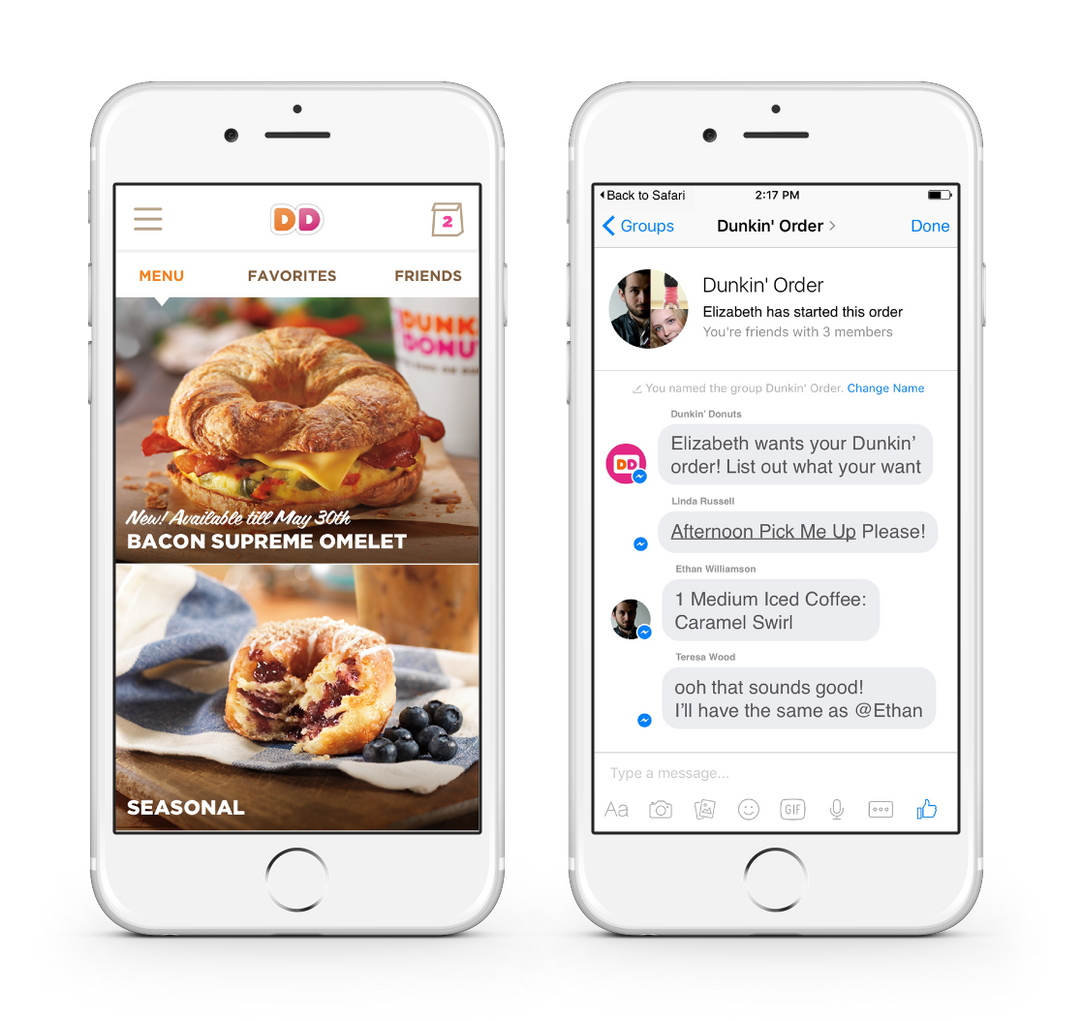 DD
2
MENU
FAVORITES
FRIENDS
DUNK
DONU
New! Available till May 30th
BACON SUPREME OMELET
SEASONAL
Back to Safari
2:17 PM
Groups
Dunkin' Order
Done
Dunkin' Order
Elizabeth has started this order
You're friends with 3 members
You named the group Dunkin' Order. Change Name
Dunkin' Donuts
Elizabeth wants your Dunkin’
order! List out what your want
DD
Linda Russell
Afternoon Pick Me Up Please!
Ethan Williamson
1 Medium Iced Coffee:
Caramel Swirl
Teresa Wood
ooh that sounds good!
I’ll have the same as @Ethan
Type a message...
Aa
GIF